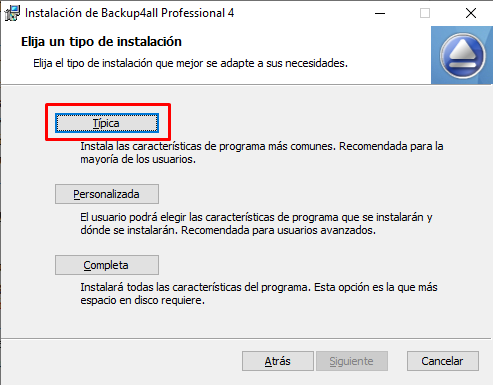 Instalación de Backup4all Professional 4
Elija un tipo de instalación
Elija el tipo de instalación que mejor se adapte a sus necesidades.
Típica
Instala las características de programa más comunes. Recomendada para la
mayoría de los usuarios.
Personalizada
El usuario podrá elegir las características de programa que se instalarán y
dónde se instalarán. Recomendada para usuarios avanzados.
Completa
Instalará todas las características del programa. Esta opción es la que más
espacio en disco requiere.
Atrás
Siguiente
Cancelar